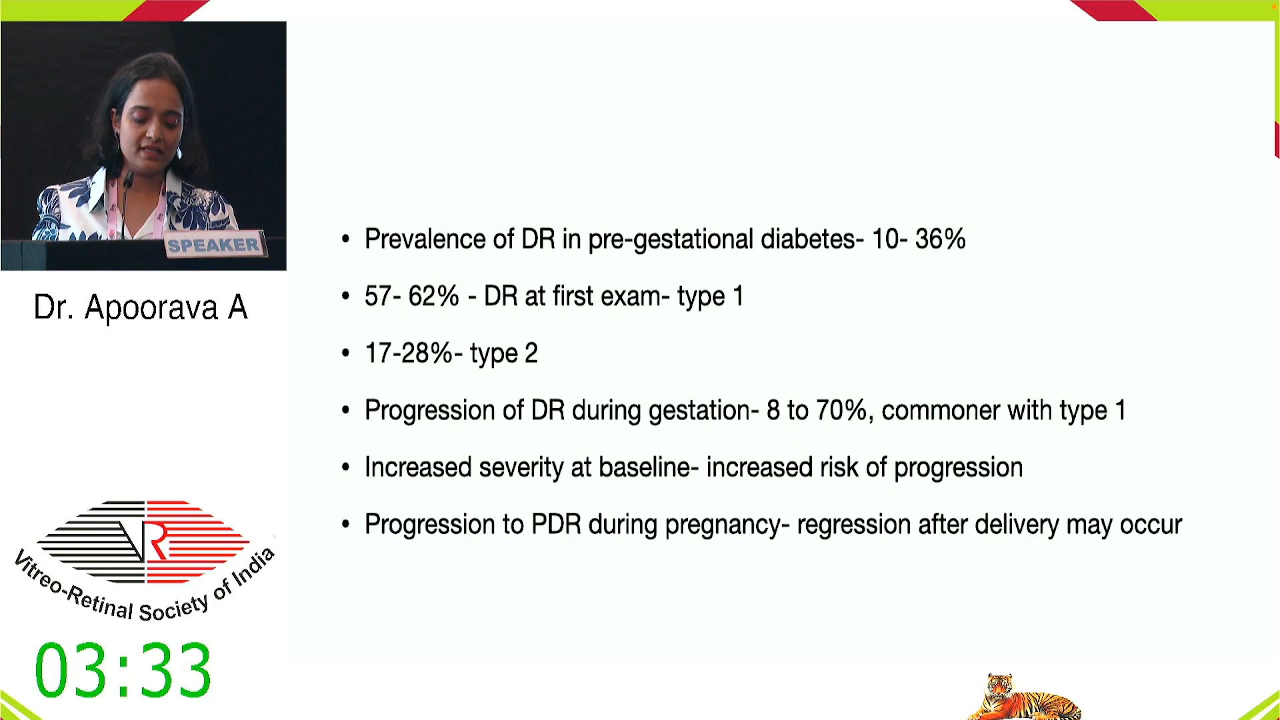 SPEAKER
Dr. Apoorava A
VR
Vitreo-Retinal Society of India
03:33
• Prevalence of DR in pre-gestational diabetes- 10- 36%
• 57- 62% - DR at first exam- type 1
• 17-28%- type 2
• Progression of DR during gestation- 8 to 70%, commoner with type 1
• Increased severity at baseline- increased risk of progression
• Progression to PDR during pregnancy- regression after delivery may occur